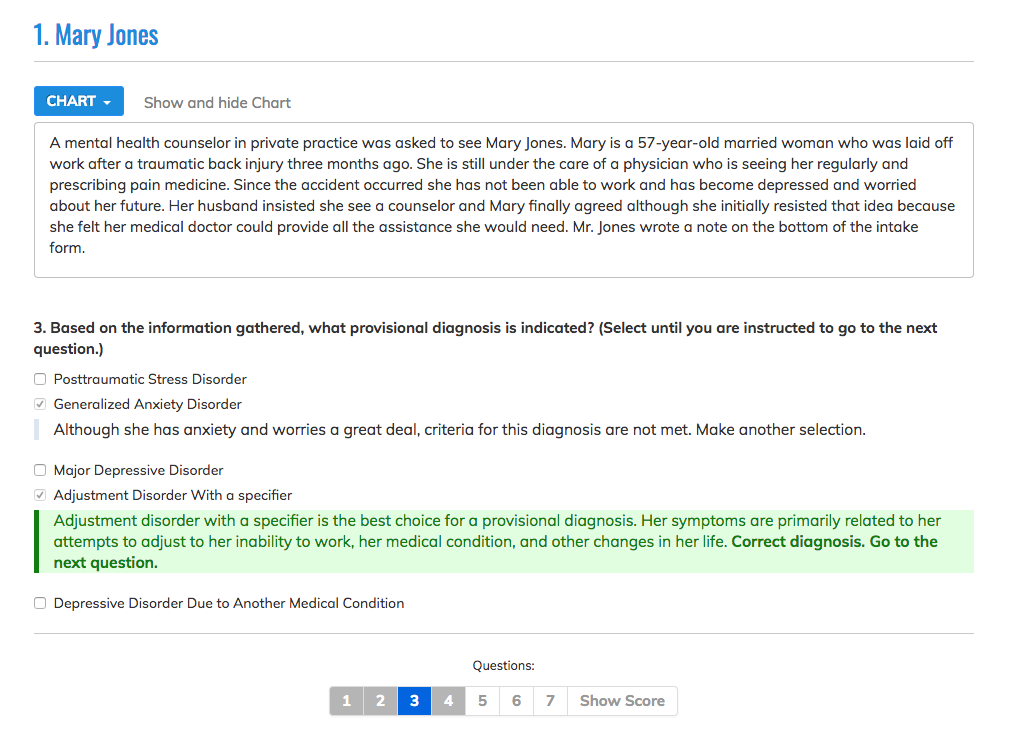 1. Mary Jones
CHART
Show and hide Chart
A mental health counselor in private practice was asked to see Mary Jones. Mary is a 57-year-old married woman who was laid off
work after a traumatic back injury three months ago. She is still under the care of a physician who is seeing her regularly and
prescribing pain medicine. Since the accident occurred she has not been able to work and has become depressed and worried
about her future. Her husband insisted she see a counselor and Mary finally agreed although she initially resisted that idea because
she felt her medical doctor could provide all the assistance she would need. Mr. Jones wrote a note on the bottom of the intake
form.
3. Based on the information gathered, what provisional diagnosis is indicated? (Select until you are instructed to go to the next
question.)
Posttraumatic Stress Disorder
Generalized Anxiety Disorder
Although she has anxiety and worries a great deal, criteria for this diagnosis are not met. Make another selection.
Major Depressive Disorder
Adjustment Disorder With a specifier
Adjustment disorder with a specifier is the best choice for a provisional diagnosis. Her symptoms are primarily related to her
attempts to adjust to her inability to work, her medical condition, and other changes in her life. Correct diagnosis. Go to the
next question.
Depressive Disorder Due to Another Medical Condition
Questions:
1 2 3 4 5 6 7 Show Score